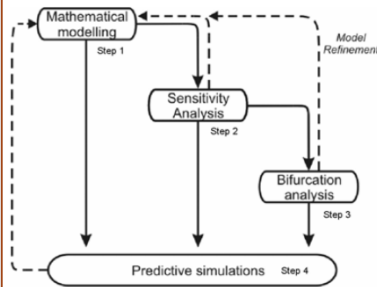 Mathematical
modelling
Step 1
Model
Refinement
Sensitivity
Analysis
Step 2
Bifurcation
analysis
Step 3
Predictive simulations Step 4